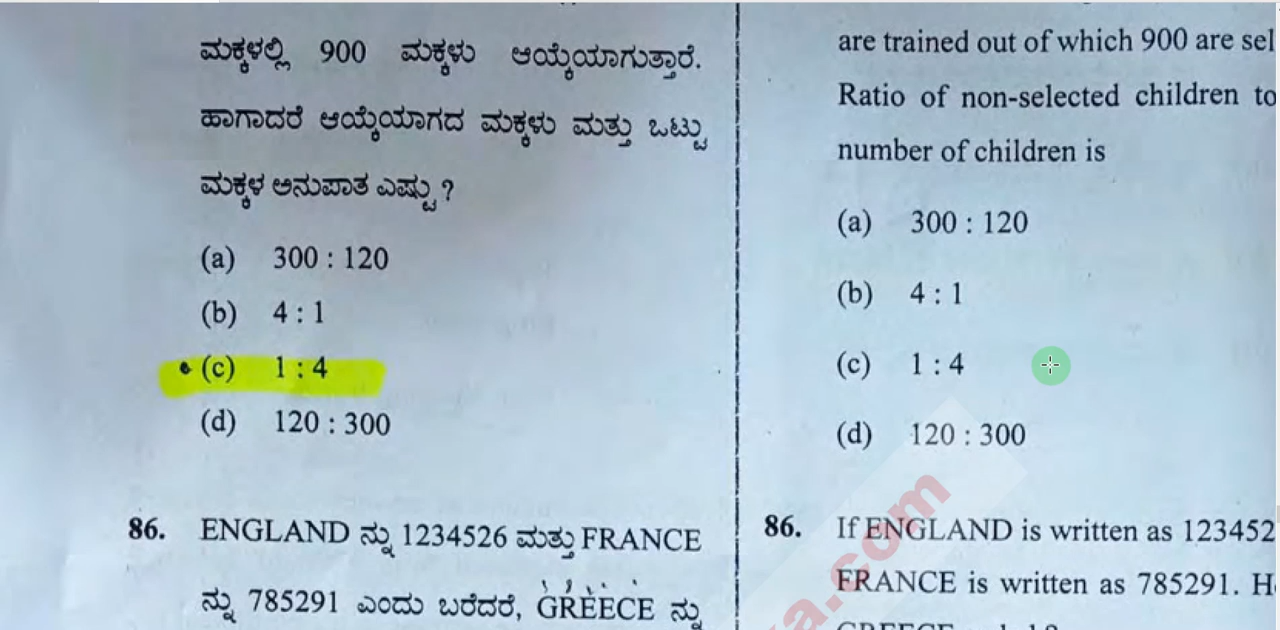 ಮಕ್ಕಳಲ್ಲಿ 900 ಮಕ್ಕಳು ಆಯ್ಕೆಯಾಗುತ್ತಾರೆ.
ಹಾಗಾದರೆ ಆಯ್ಕೆಯಾಗದ ಮಕ್ಕಳು ಮತ್ತು ಒಟ್ಟು
ಮಕ್ಕಳ ಅನುಪಾತ ಎಷ್ಟು ?
(a) 300 : 120
(b) 4 : 1
(c) 1 : 4
(d) 120 : 300
86. ENGLAND ನ್ನು 1234526 ಮತ್ತು FRANCE
ನ್ನು 785291 ಎಂದು ಬರೆದರೆ, GREECE ನ್ನು
are trained out of which 900 are sel
Ratio of non-selected children to
number of children is
(a) 300 : 120
(b) 4 : 1
(c) 1 : 4
(d) 120 : 300
86. If ENGLAND is written as 123452
FRANCE is written as 785291. H
a.com